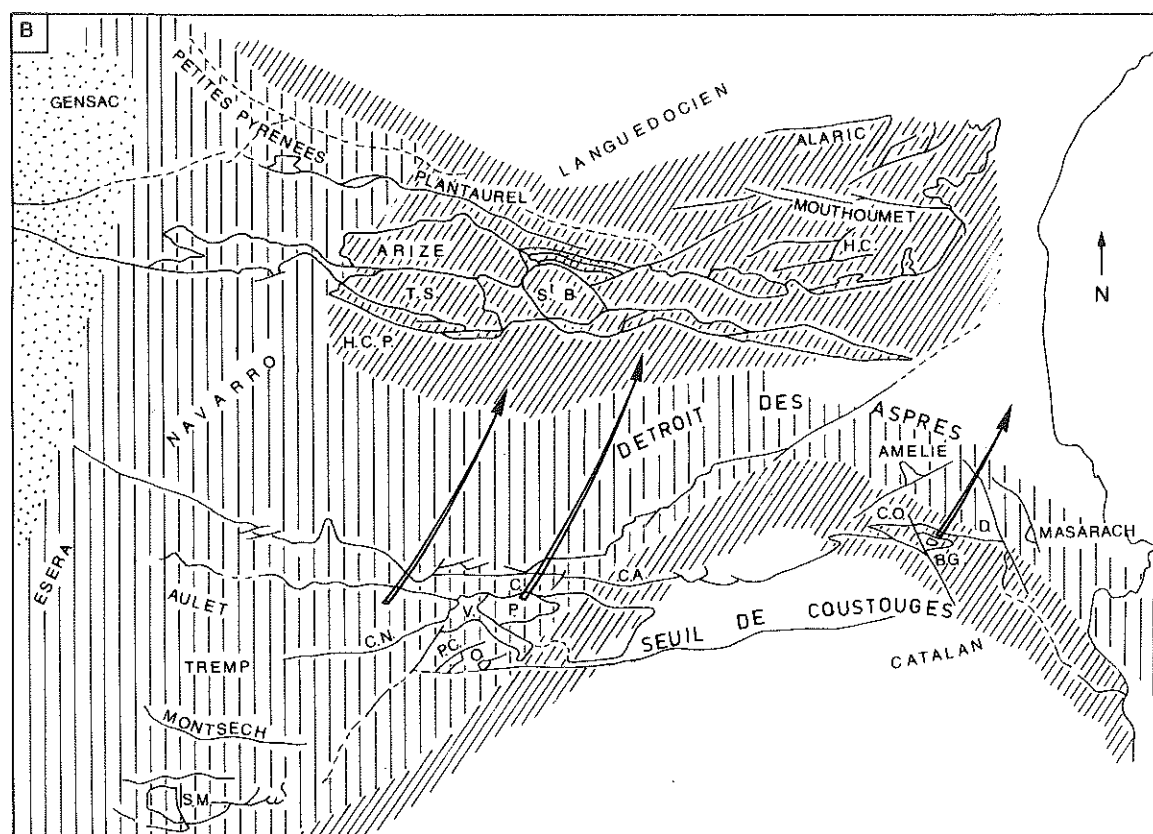 B
GENSAC
PETITES PYRENEES
LANGUEDOCIEN
ALARIC
PLANTAUREL
MOUTHOUMET
ARIZE
H.C.
T.S.
St B.
N
H.C.P.
NAVARRO
DETROIT DES ASPRES
AMELIE
C.O.
D.
MASARACH
B.G.
ESERA
AULET
C.
C.A.
V.
P.
SEUIL DE COUSTOUGES
C.N.
P.C.
O.
CATALAN
TREMP
MONTSECH
S.M.